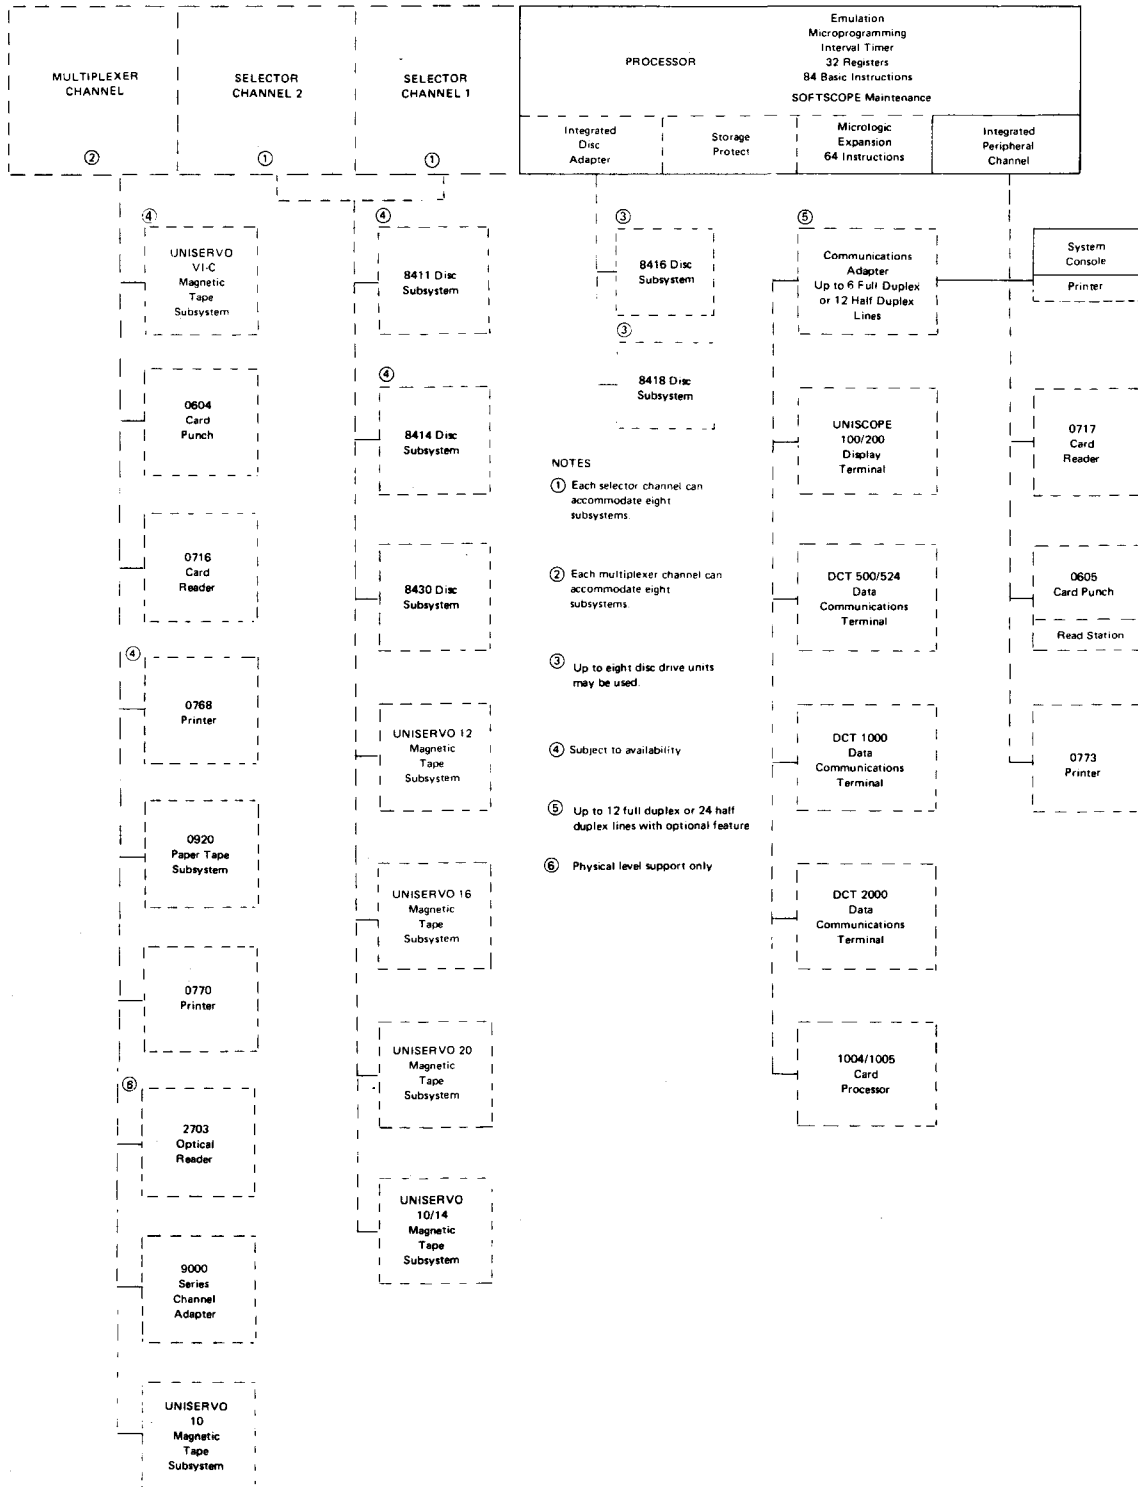 MULTIPLEXER
CHANNEL
②
SELECTOR
CHANNEL 2
①
SELECTOR
CHANNEL 1
①
PROCESSOR
Emulation
Microprogramming
Interval Timer
32 Registers
84 Basic Instructions
SOFTSCOPE Maintenance
Integrated
Disc
Adapter
Storage
Protect
Micrologic
Expansion
64 Instructions
Integrated
Peripheral
Channel
④
UNISERVO
VI-C
Magnetic
Tape
Subsystem
0604
Card
Punch
0716
Card
Reader
④
0768
Printer
0920
Paper Tape
Subsystem
0770
Printer
⑥
2703
Optical
Reader
9000
Series
Channel
Adapter
UNISERVO
10
Magnetic
Tape
Subsystem
④
8411 Disc
Subsystem
④
8414 Disc
Subsystem
8430 Disc
Subsystem
UNISERVO 12
Magnetic
Tape
Subsystem
UNISERVO 16
Magnetic
Tape
Subsystem
UNISERVO 20
Magnetic
Tape
Subsystem
UNISERVO
10/14
Magnetic
Tape
Subsystem
③
8416 Disc
Subsystem
③
8418 Disc
Subsystem
NOTES
① Each selector channel can
accommodate eight
subsystems.
② Each multiplexer channel can
accommodate eight
subsystems.
③ Up to eight disc drive units
may be used.
④ Subject to availability
⑤ Up to 12 full duplex or 24 half
duplex lines with optional feature
⑥ Physical level support only
⑤
Communications
Adapter
Up to 6 Full Duplex
or 12 Half Duplex
Lines
UNISCOPE
100/200
Display
Terminal
DCT 500/524
Data
Communications
Terminal
DCT 1000
Data
Communications
Terminal
DCT 2000
Data
Communications
Terminal
1004/1005
Card
Processor
System
Console
Printer
0717
Card
Reader
0605
Card Punch
Read Station
0773
Printer